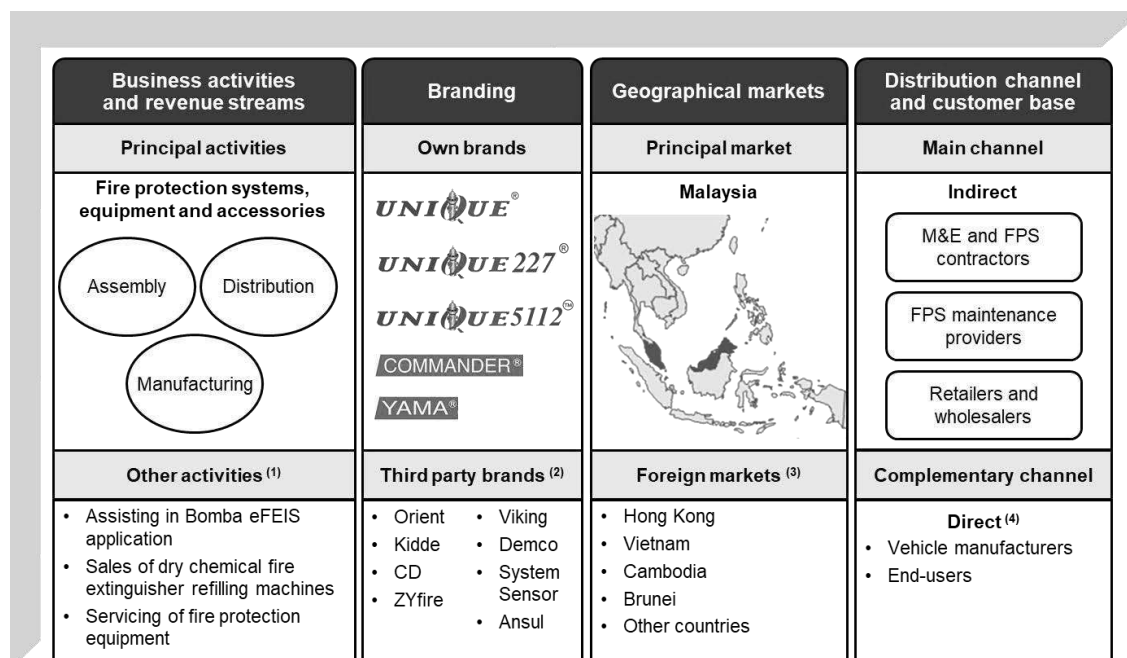 Business activities
and revenue streams
Principal activities
Fire protection systems,
equipment and accessories
Assembly
Distribution
Manufacturing
Other activities (1)
• Assisting in Bomba eFEIS
application
• Sales of dry chemical fire
extinguisher refilling machines
• Servicing of fire protection
equipment
Branding
Own brands
UNIQUE®
UNIQUE 227®
UNIQUE 5112™
COMMANDER®
YAMA®
Third party brands (2)
• Orient
• Kidde
• CD
• ZYfire
• Viking
• Demco
• System
Sensor
• Ansul
Geographical markets
Principal market
Malaysia
Foreign markets (3)
• Hong Kong
• Vietnam
• Cambodia
• Brunei
• Other countries
Distribution channel
and customer base
Main channel
Indirect
M&E and FPS
contractors
FPS maintenance
providers
Retailers and
wholesalers
Complementary channel
Direct (4)
• Vehicle manufacturers
• End-users